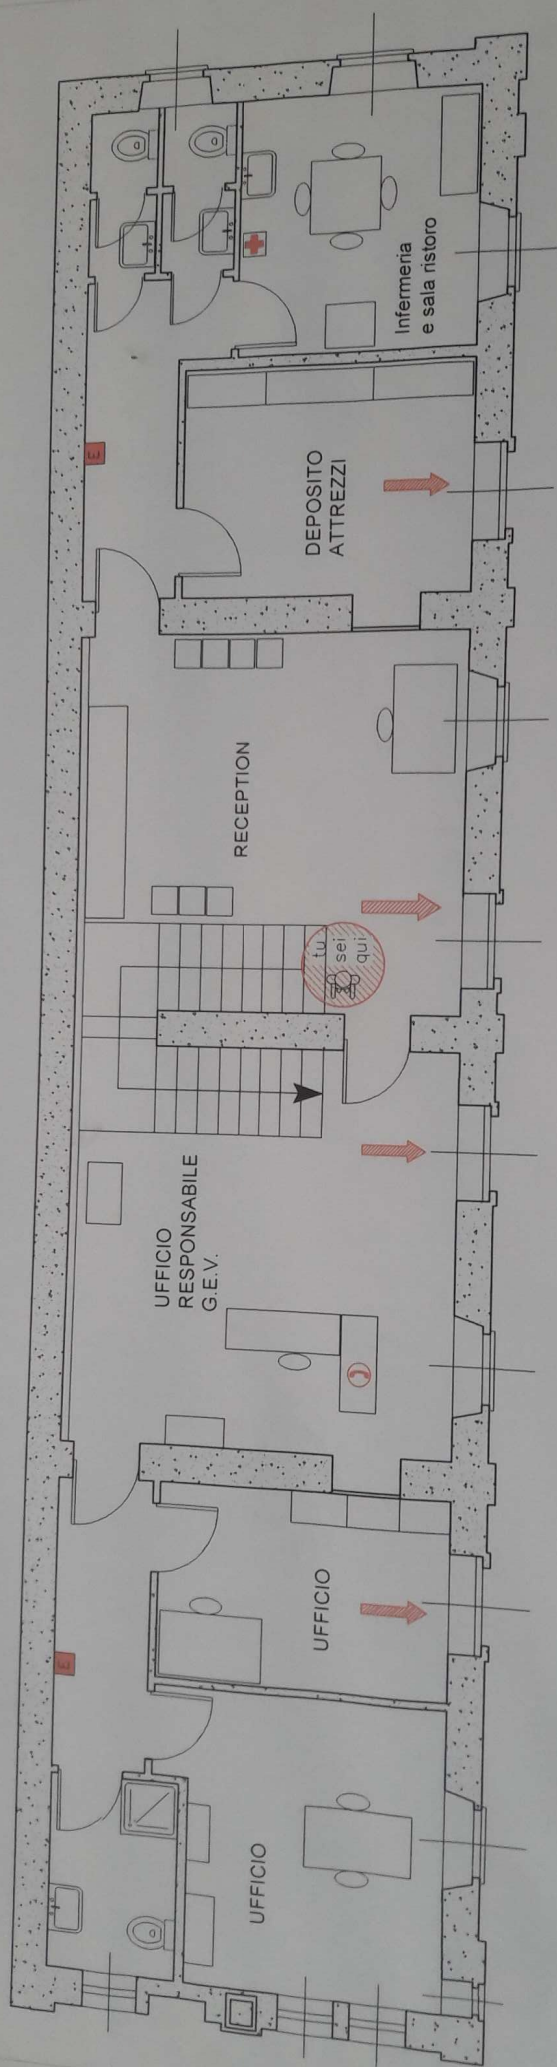 Infermeria
e sala ristoro
E
DEPOSITO
ATTREZZI
RECEPTION
tu
sei
qui
UFFICIO
RESPONSABILE
G.E.V.
UFFICIO
E
UFFICIO